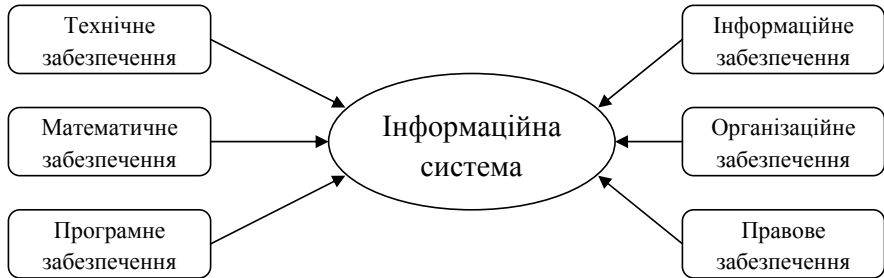 Технічне
забезпечення
Інформаційне
забезпечення
Математичне
забезпечення
Інформаційна
система
Організаційне
забезпечення
Програмне
забезпечення
Правове
забезпечення